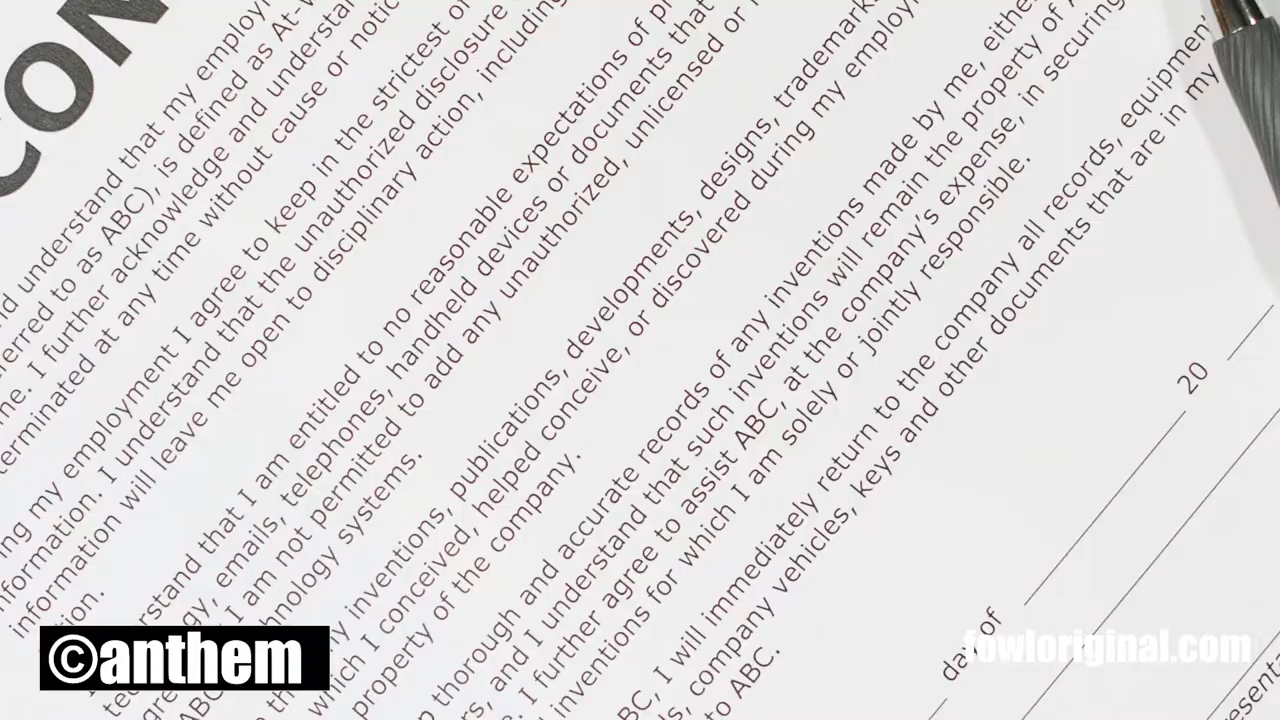 CON
understand that my employ
ferred to as ABC), is defined as At-W
me. I further acknowledge and understa
terminated at any time without cause or notic
ing my employment I agree to keep in the strictest o
nformation. I understand that the unauthorized disclosure
information will leave me open to disciplinary action, including
tion.
erstand that I am entitled to no reasonable expectations of pr
gy, emails, telephones, handheld devices or documents that
I am not permitted to add any unauthorized, unlicensed or
hnology systems.
ny inventions, publications, developments, designs, trademark
which I conceived, helped conceive, or discovered during my employ
property of the company.
p thorough and accurate records of any inventions made by me, eithe
rs, and I understand that such inventions will remain the property of A
. I further agree to assist ABC, at the company's expense, in securing
inventions for which I am solely or jointly responsible.
BC, I will immediately return to the company all records, equipmen
ls, company vehicles, keys and other documents that are in my
to ABC.
day of 20
esenta
©anthem
fowloriginal.com